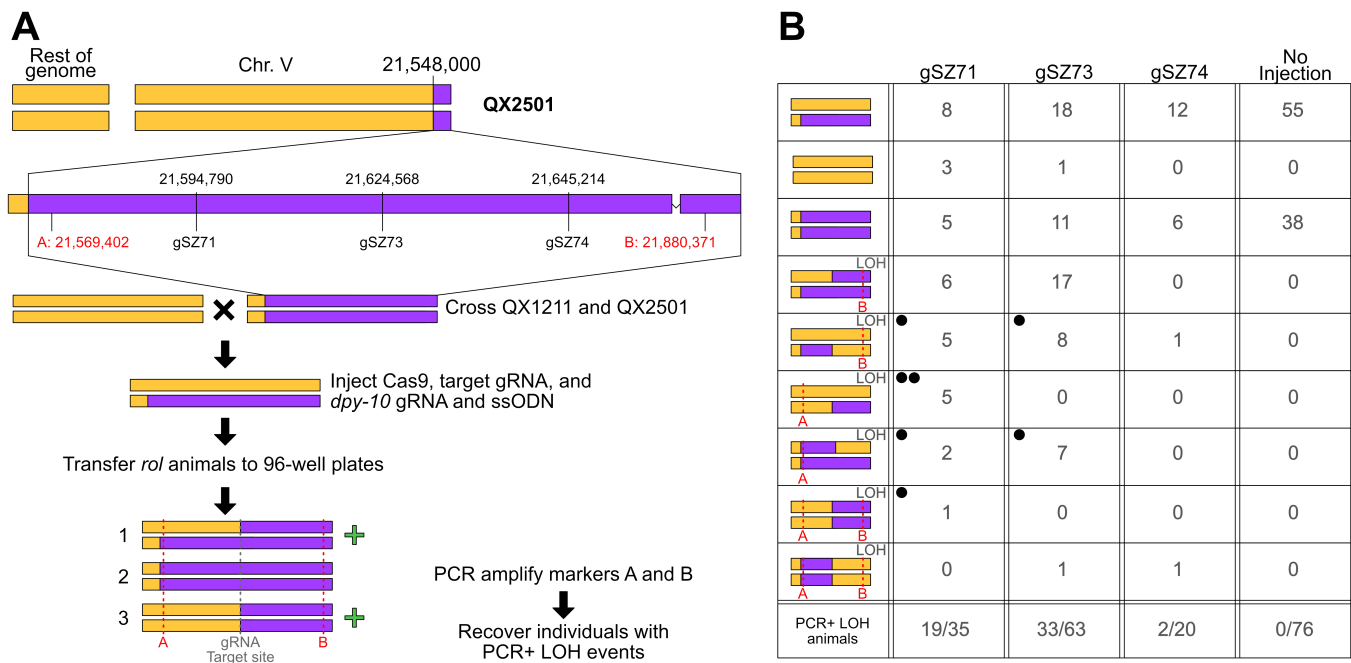 A
Rest of
genome
Chr. V
21,548,000
QX2501
21,594,790
21,624,568
21,645,214
A: 21,569,402
gSZ71
gSZ73
gSZ74
B: 21,880,371
Cross QX1211 and QX2501
Inject Cas9, target gRNA, and
dpy-10 gRNA and ssODN
Transfer rol animals to 96-well plates
1
2
3
A
gRNA
Target site
B
PCR amplify markers A and B
Recover individuals with
PCR+ LOH events
B
gSZ71 gSZ73 gSZ74 No
Injection
8 18 12 55
3 1 0 0
5 11 6 38
LOH
B
6 17 0 0
LOH
B
5 8 1 0
LOH
A
5 0 0 0
LOH
A
2 7 0 0
LOH
A B
1 0 0 0
LOH
A B
0 1 1 0
PCR+ LOH
animals
19/35 33/63 2/20 0/76